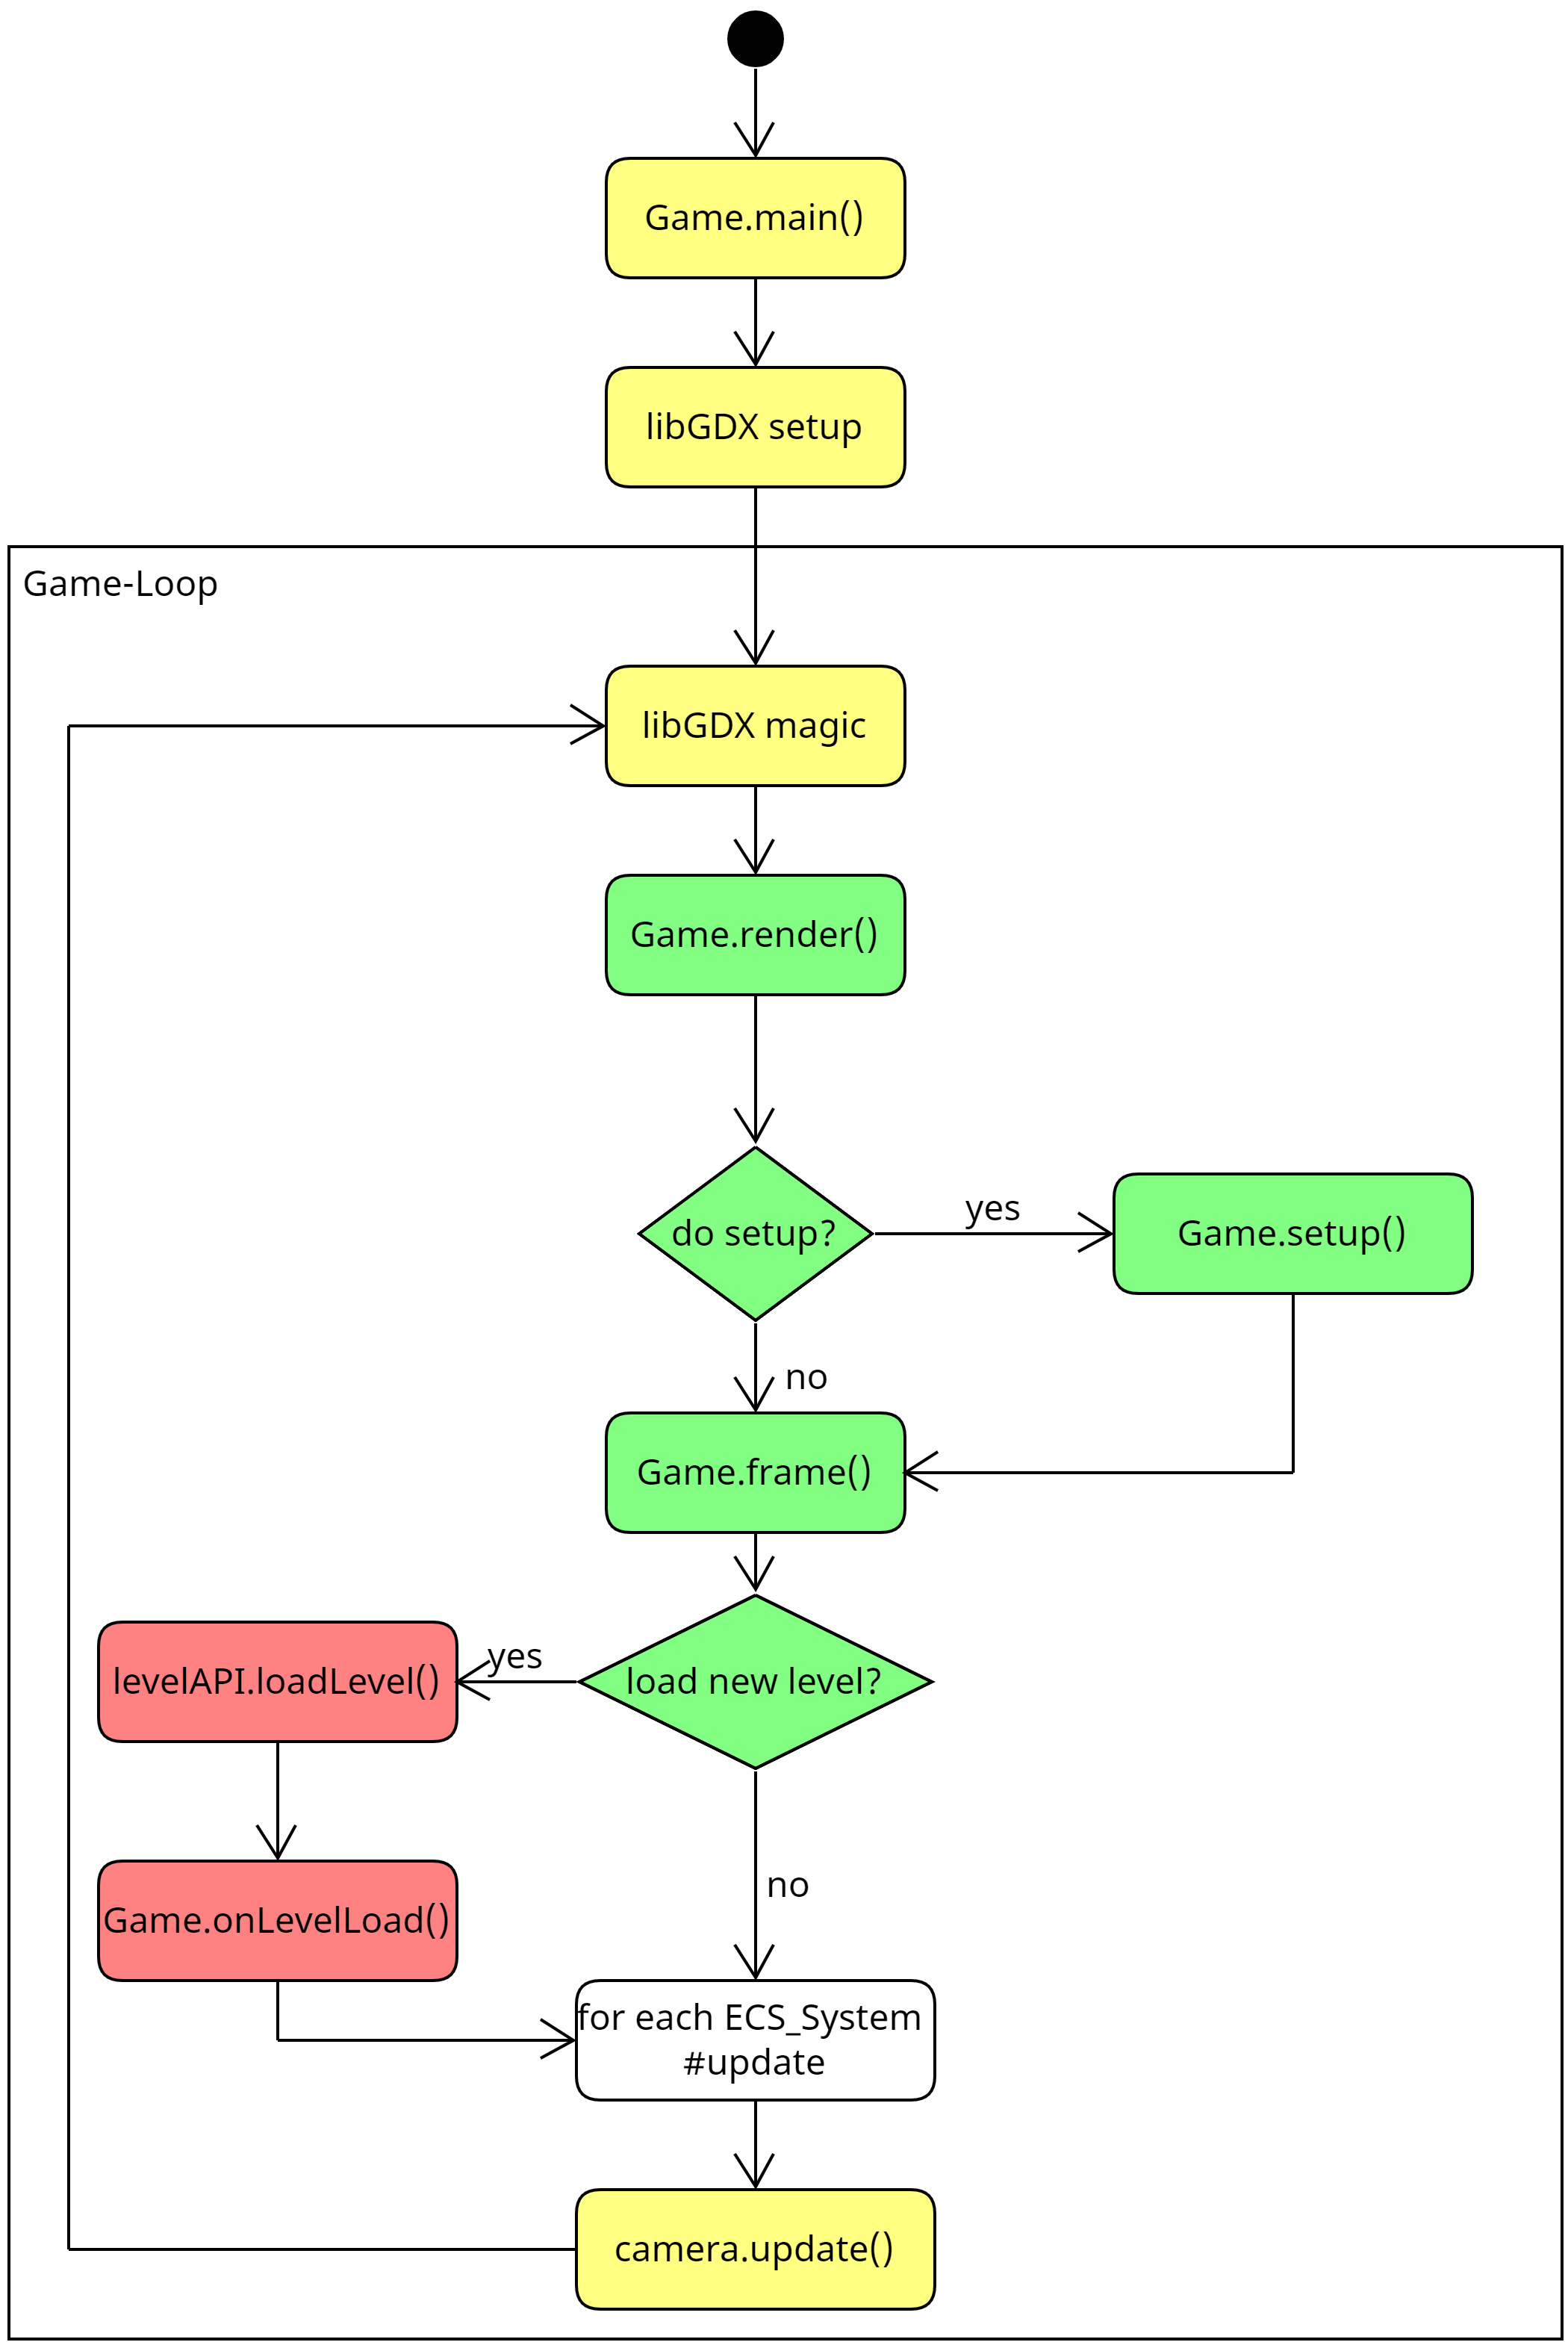 Game.main()
libGDX setup
Game-Loop
libGDX magic
Game.render()
do setup?
yes
Game.setup()
no
Game.frame()
load new level?
yes
levelAPI.loadLevel()
no
Game.onLevelLoad()
for each ECS_System
#update
camera.update()